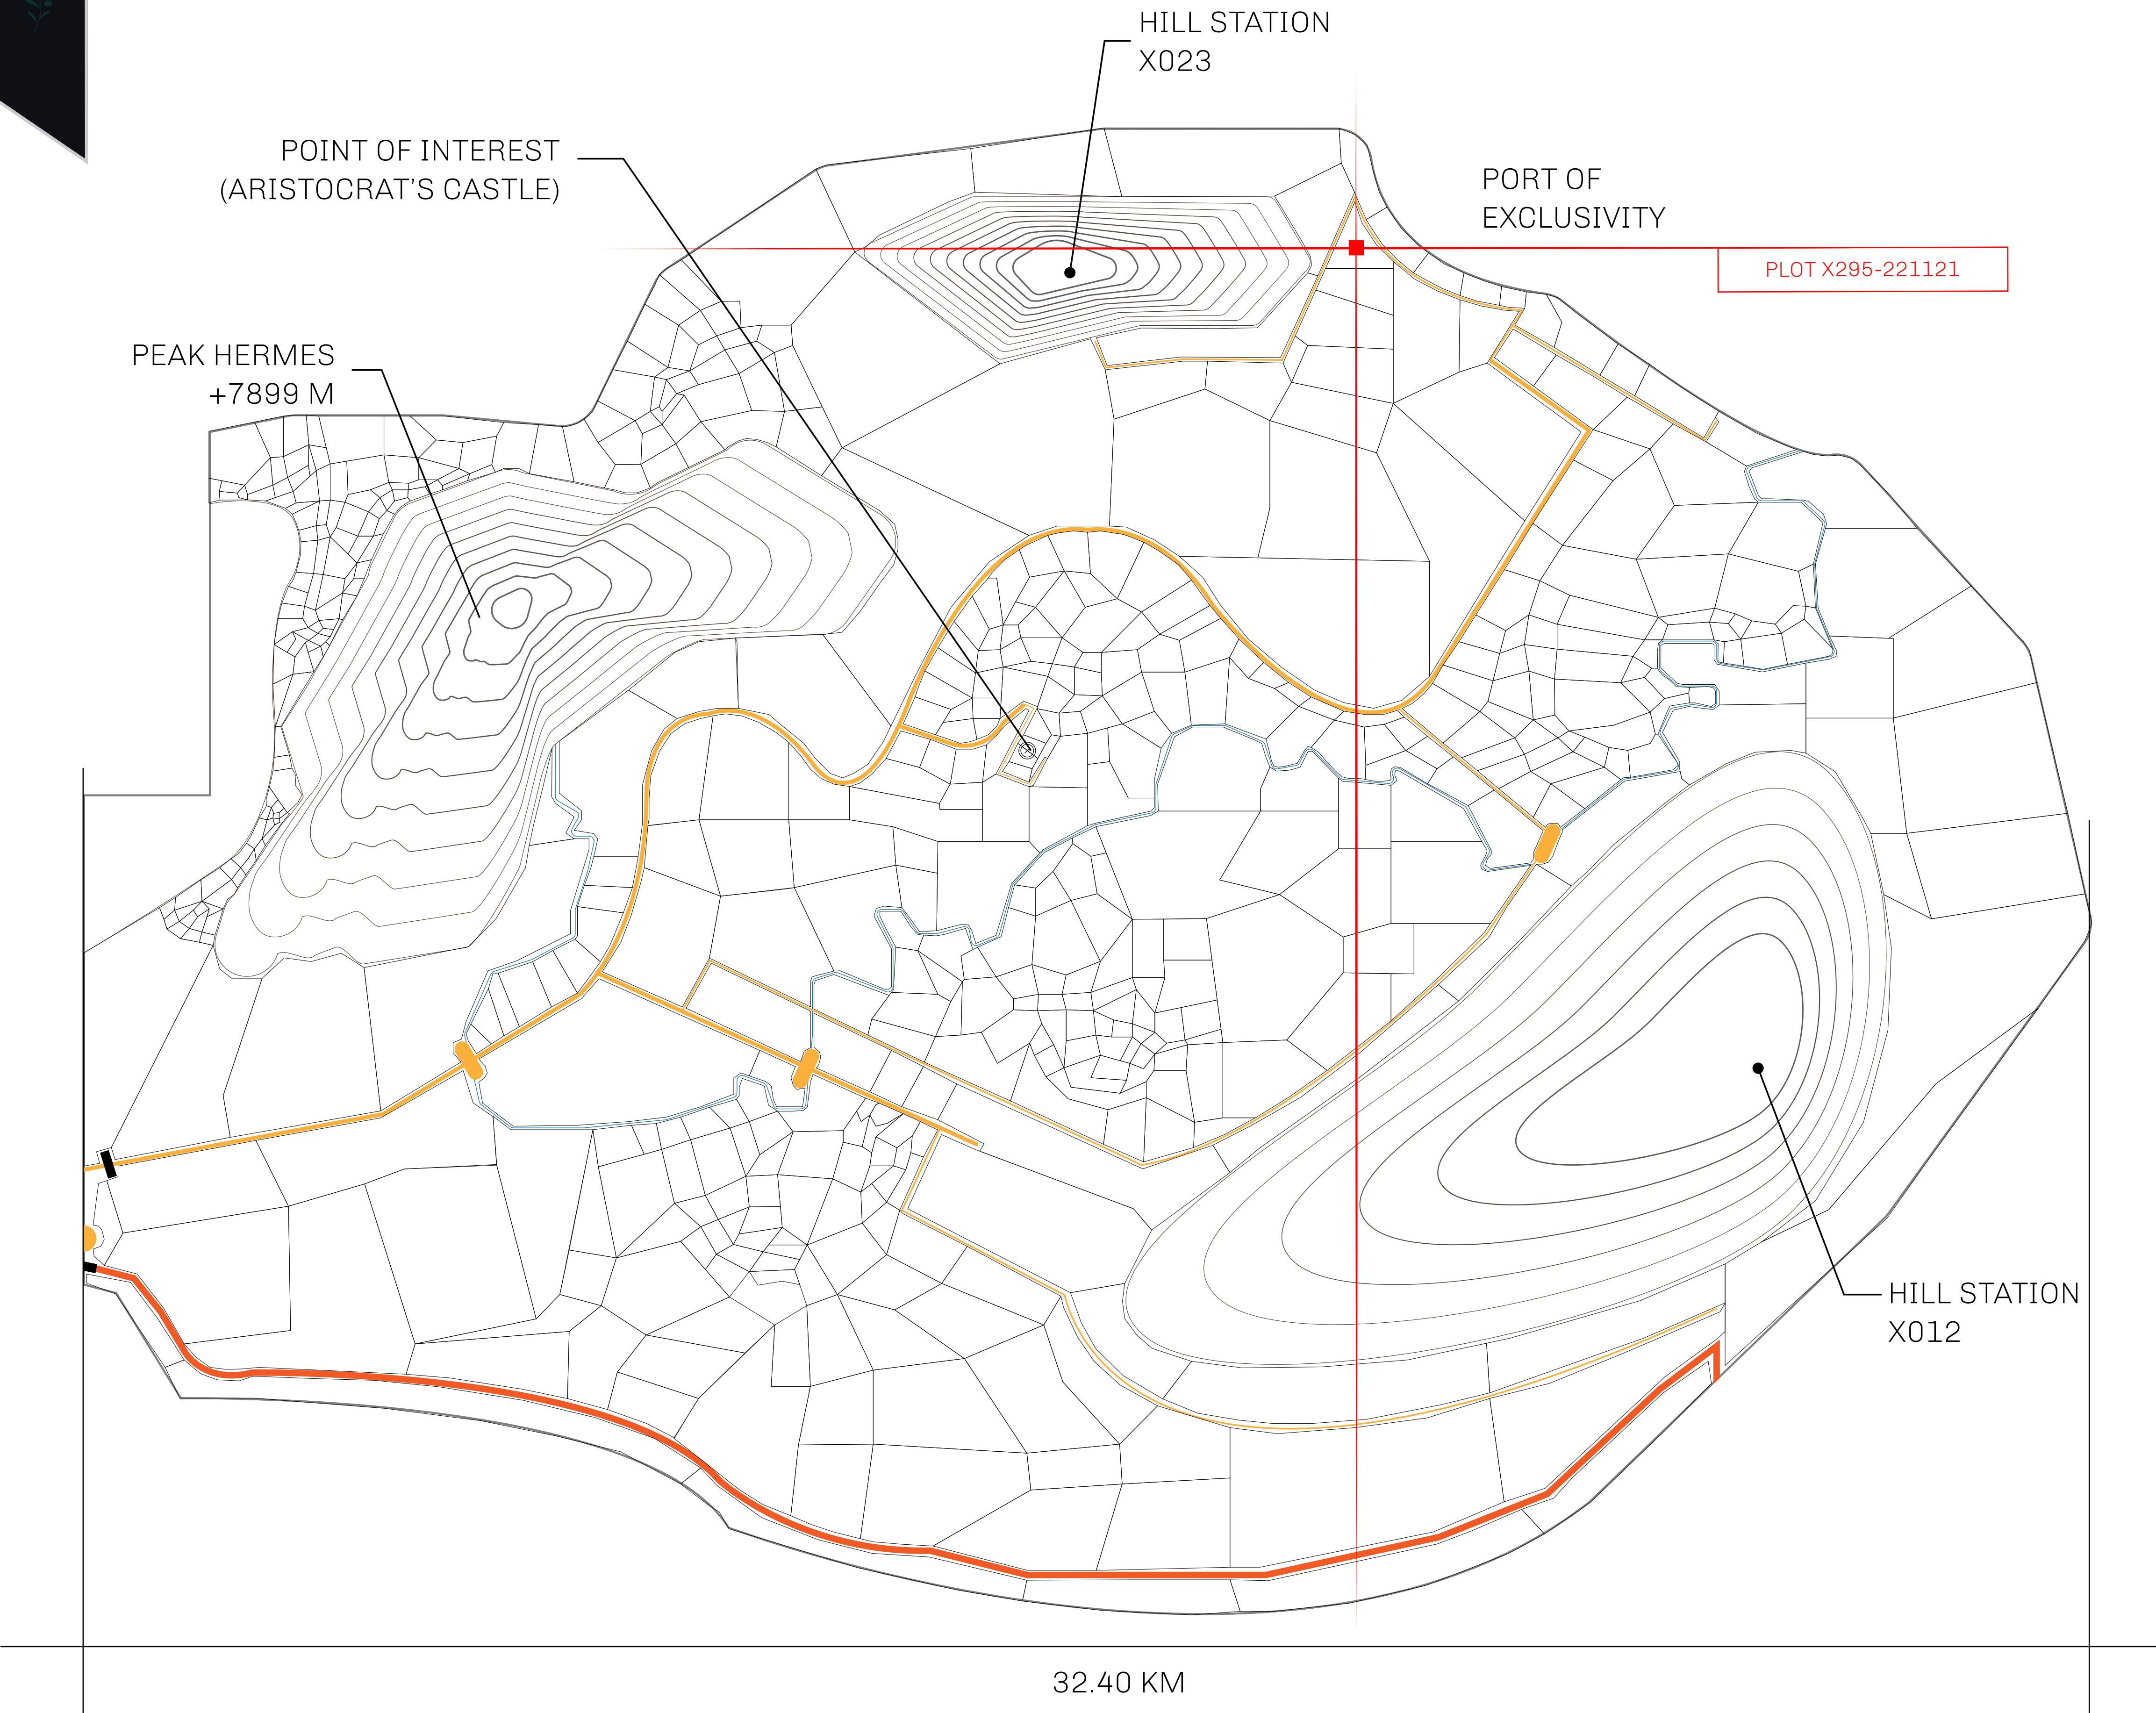 HILL STATION
X023
POINT OF INTEREST
(ARISTOCRAT'S CASTLE)
PORT OF
EXCLUSIVITY
PLOT X295-221121
PEAK HERMES
+7899 M
HILL STATION
X012
32.40 KM